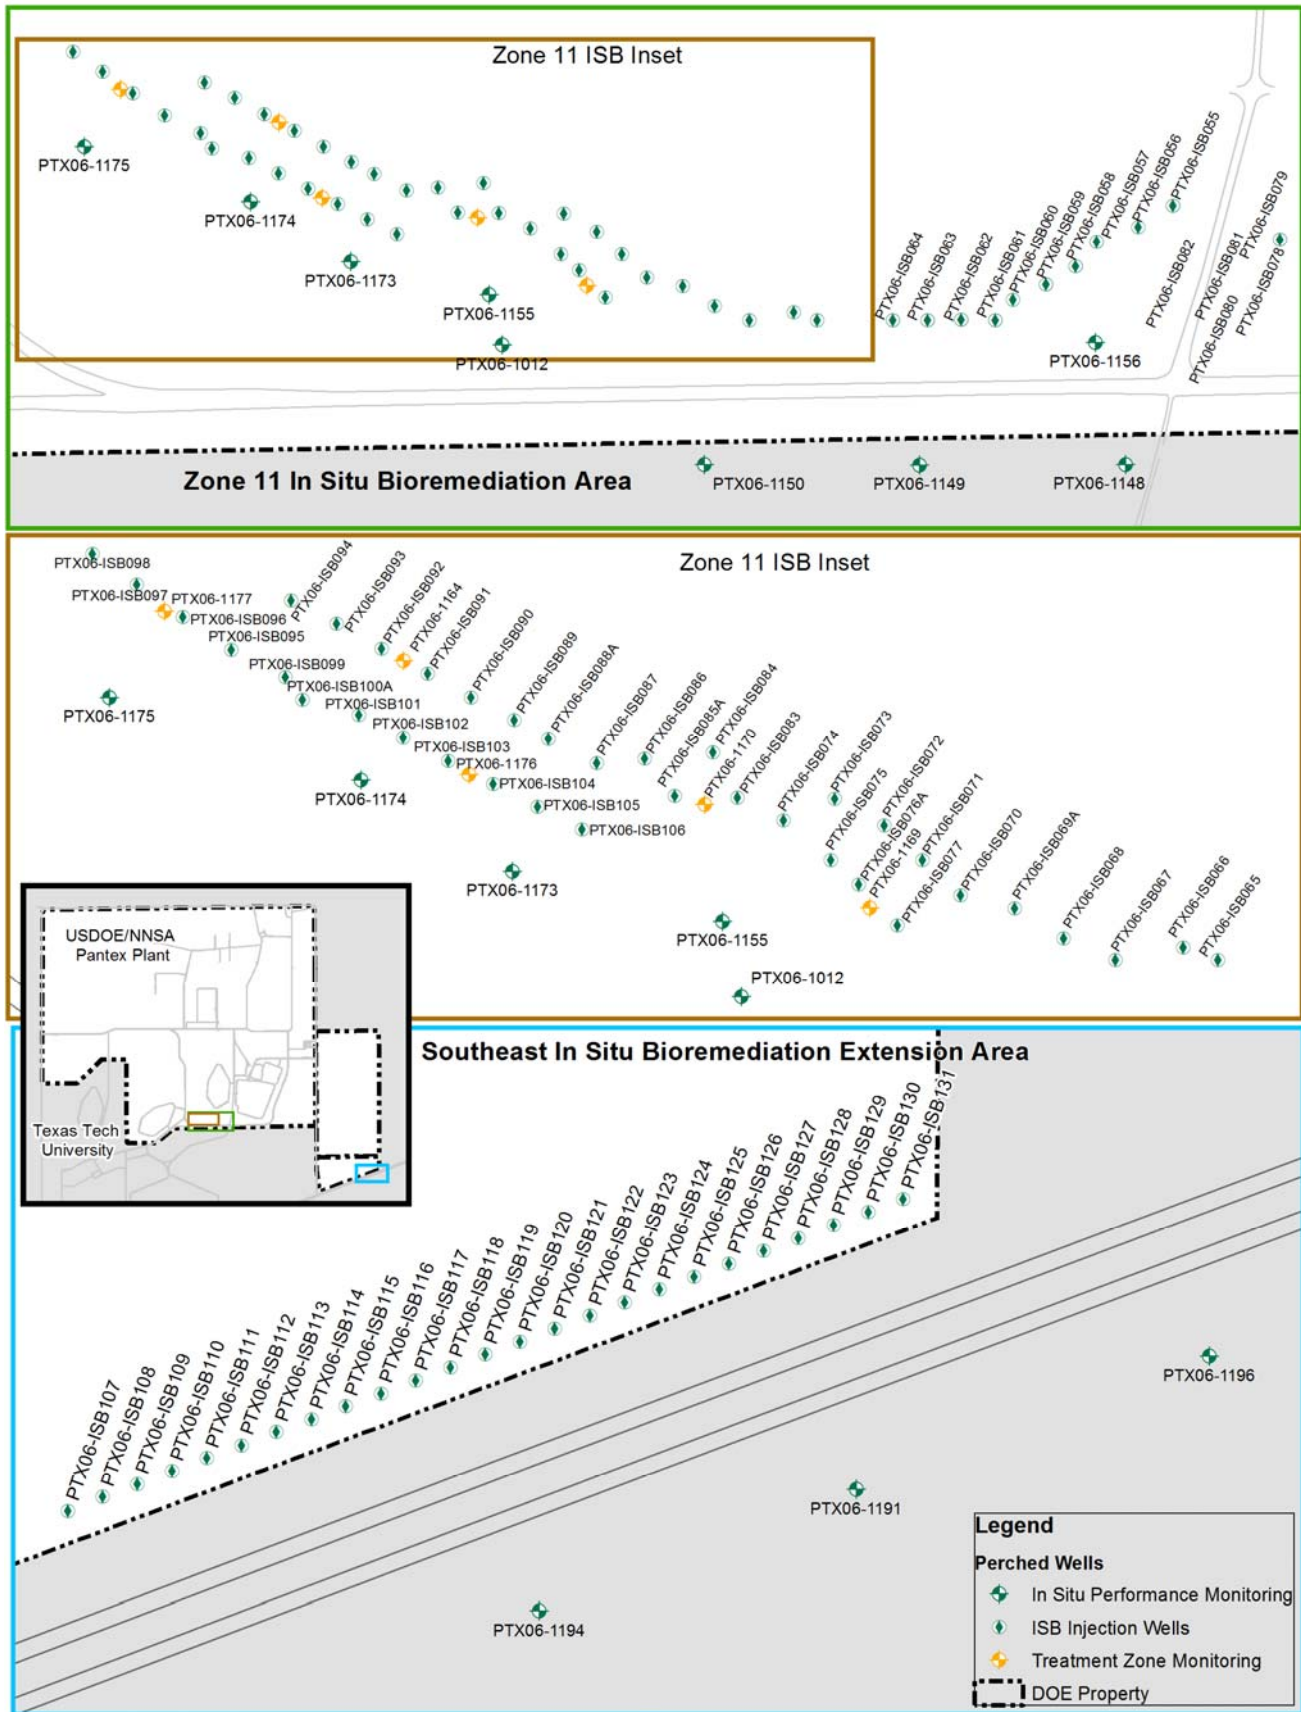 Zone 11 ISB Inset
PTX06-1175
PTX06-1174
PTX06-1173
PTX06-1155
PTX06-1012
PTX06-ISB064
PTX06-ISB063
PTX06-ISB062
PTX06-ISB061
PTX06-ISB060
PTX06-ISB059
PTX06-ISB058
PTX06-ISB057
PTX06-ISB056
PTX06-ISB055
PTX06-ISB082
PTX06-ISB081
PTX06-ISB079
PTX06-ISB080
PTX06-ISB078
PTX06-1156
Zone 11 In Situ Bioremediation Area
PTX06-1150
PTX06-1149
PTX06-1148
Zone 11 ISB Inset
PTX06-ISB098
PTX06-ISB097
PTX06-1177
PTX06-ISB096
PTX06-ISB095
PTX06-ISB094
PTX06-ISB093
PTX06-ISB092
PTX06-1164
PTX06-ISB091
PTX06-ISB090
PTX06-ISB089
PTX06-ISB088A
PTX06-ISB087
PTX06-ISB086
PTX06-ISB085A
PTX06-ISB084
PTX06-1170
PTX06-ISB083
PTX06-ISB074
PTX06-ISB073
PTX06-ISB075
PTX06-ISB072
PTX06-ISB076A
PTX06-1169
PTX06-ISB071
PTX06-ISB077
PTX06-ISB070
PTX06-ISB069A
PTX06-ISB068
PTX06-ISB067
PTX06-ISB066
PTX06-ISB065
PTX06-ISB099
PTX06-ISB100A
PTX06-ISB101
PTX06-ISB102
PTX06-ISB103
PTX06-1176
PTX06-ISB104
PTX06-ISB105
PTX06-ISB106
PTX06-1175
PTX06-1174
PTX06-1173
PTX06-1155
PTX06-1012
USDOE/NNSA
Pantex Plant
Texas Tech
University
Southeast In Situ Bioremediation Extension Area
PTX06-ISB107
PTX06-ISB108
PTX06-ISB109
PTX06-ISB110
PTX06-ISB111
PTX06-ISB112
PTX06-ISB113
PTX06-ISB114
PTX06-ISB115
PTX06-ISB116
PTX06-ISB117
PTX06-ISB118
PTX06-ISB119
PTX06-ISB120
PTX06-ISB121
PTX06-ISB122
PTX06-ISB123
PTX06-ISB124
PTX06-ISB125
PTX06-ISB126
PTX06-ISB127
PTX06-ISB128
PTX06-ISB129
PTX06-ISB130
PTX06-ISB131
PTX06-1196
PTX06-1191
PTX06-1194
Legend
Perched Wells
In Situ Performance Monitoring
ISB Injection Wells
Treatment Zone Monitoring
DOE Property